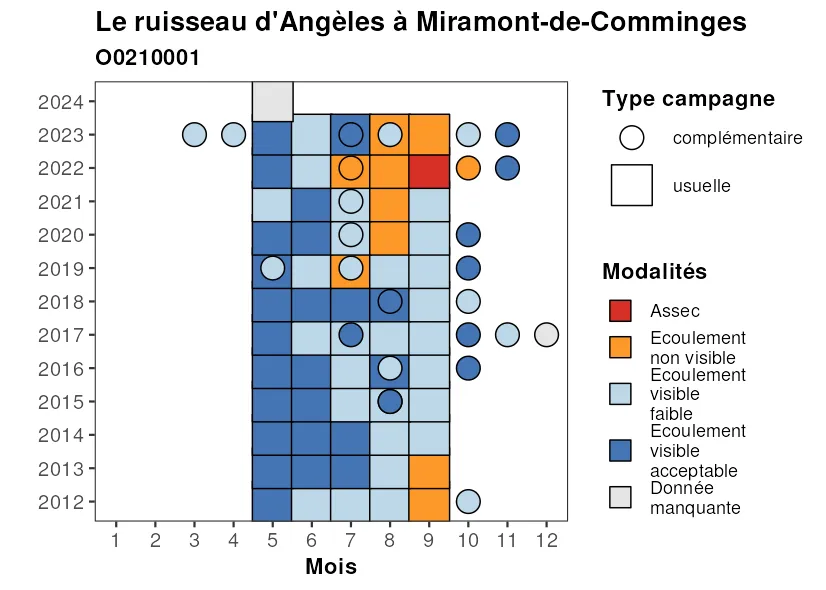 Le ruisseau d'Angèles à Miramont-de-Comminges
O0210001
2024
2023
2022
2021
2020
2019
2018
2017
2016
2015
2014
2013
2012
1 2 3 4 5 6 7 8 9 10 11 12
Mois
Type campagne
complémentaire
usuelle
Modalités
Assec
Ecoulement
non visible
Ecoulement
visible
faible
Ecoulement
visible
acceptable
Donnée
manquante